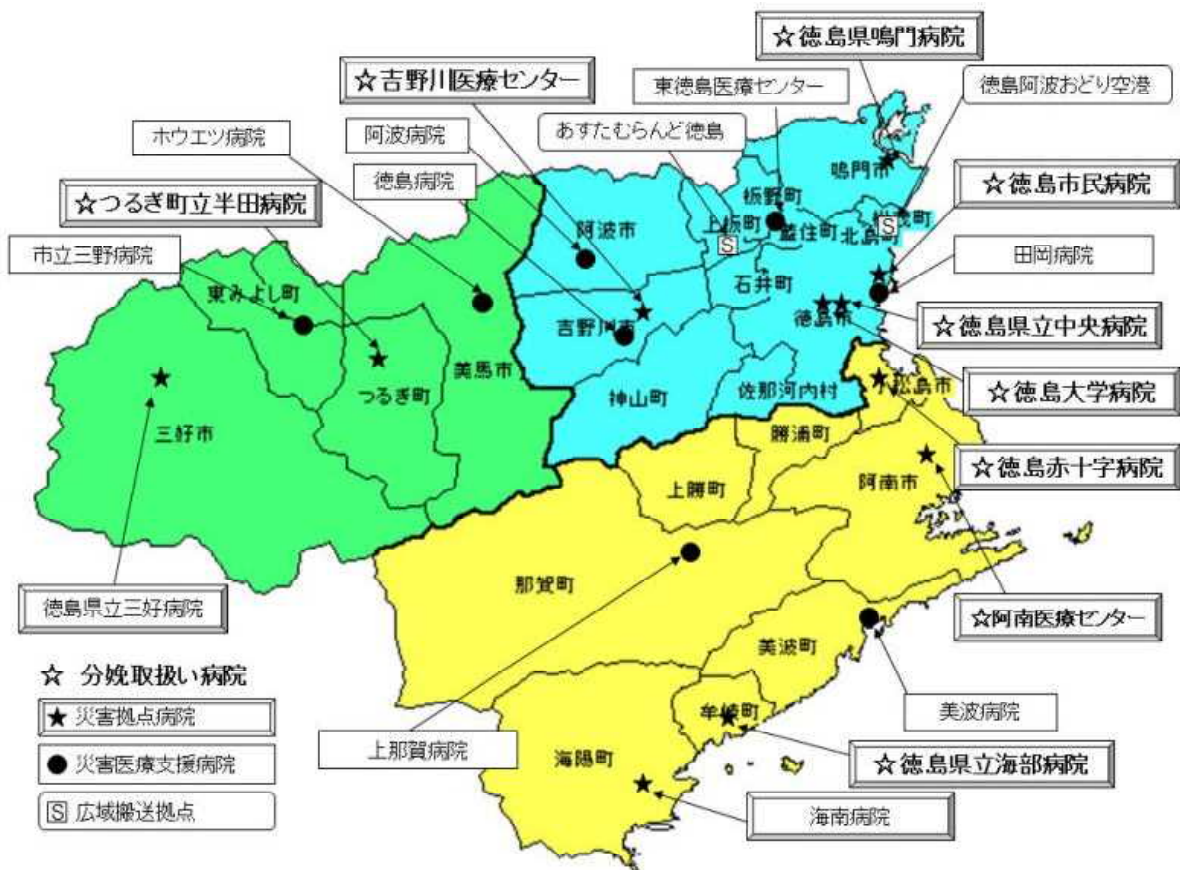 ☆徳島県鳴門病院
☆吉野川医療センター
東徳島医療センター
徳島阿波おどり空港
ホウエツ病院
阿波病院
あすたむらんど徳島
徳島病院
鳴門市
☆徳島市民病院
☆つるぎ町立半田病院
板野町
上板町
藍住町
北島町
松茂町
S
S
阿波市
市立三野病院
田岡病院
石井町
東みよし町
吉野川市
徳島市
☆徳島県立中央病院
美馬市
つるぎ町
神山町
佐那河内村
小松島市
☆徳島大学病院
三好市
勝浦町
☆徳島赤十字病院
上勝町
阿南市
那賀町
徳島県立三好病院
☆阿南医療センター
美波町
☆ 分娩取扱い病院
★ 災害拠点病院
牟岐町
美波病院
上那賀病院
● 災害医療支援病院
海陽町
☆徳島県立海部病院
S 広域搬送拠点
海南病院